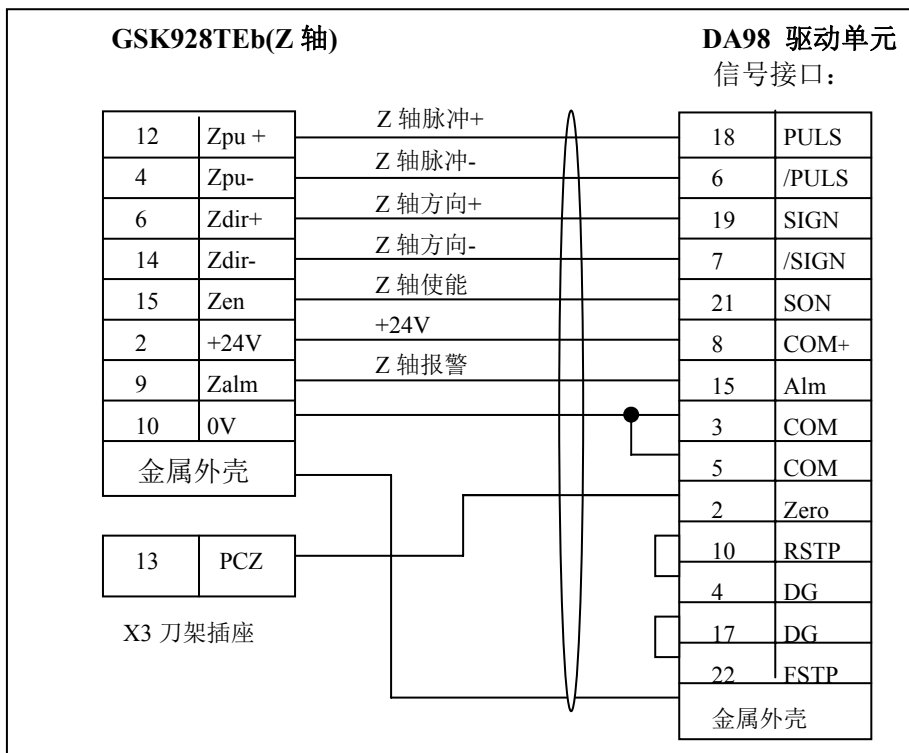 GSK928TEb(Z 轴)
DA98 驱动单元
信号接口：
12 Zpu + Z 轴脉冲+ 18 PULS
4 Zpu- Z 轴脉冲- 6 /PULS
6 Zdir+ Z 轴方向+ 19 SIGN
14 Zdir- Z 轴方向- 7 /SIGN
15 Zen Z 轴使能 21 SON
2 +24V +24V 8 COM+
9 Zalm Z 轴报警 15 Alm
10 0V 3 COM
金属外壳 5 COM
2 Zero
13 PCZ 10 RSTP
4 DG
X3 刀架插座 17 DG
22 FSTP
金属外壳